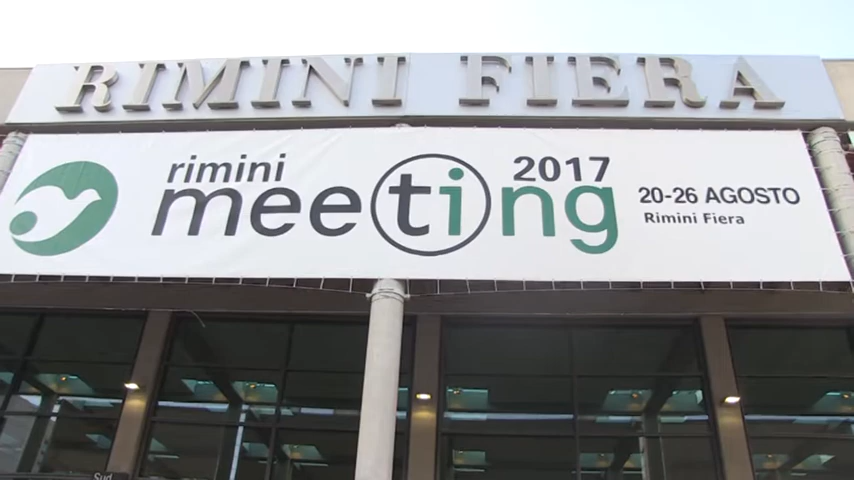 RIMINI FIERA
rimini
meeting
2017
20-26 AGOSTO
Rimini Fiera
Sud